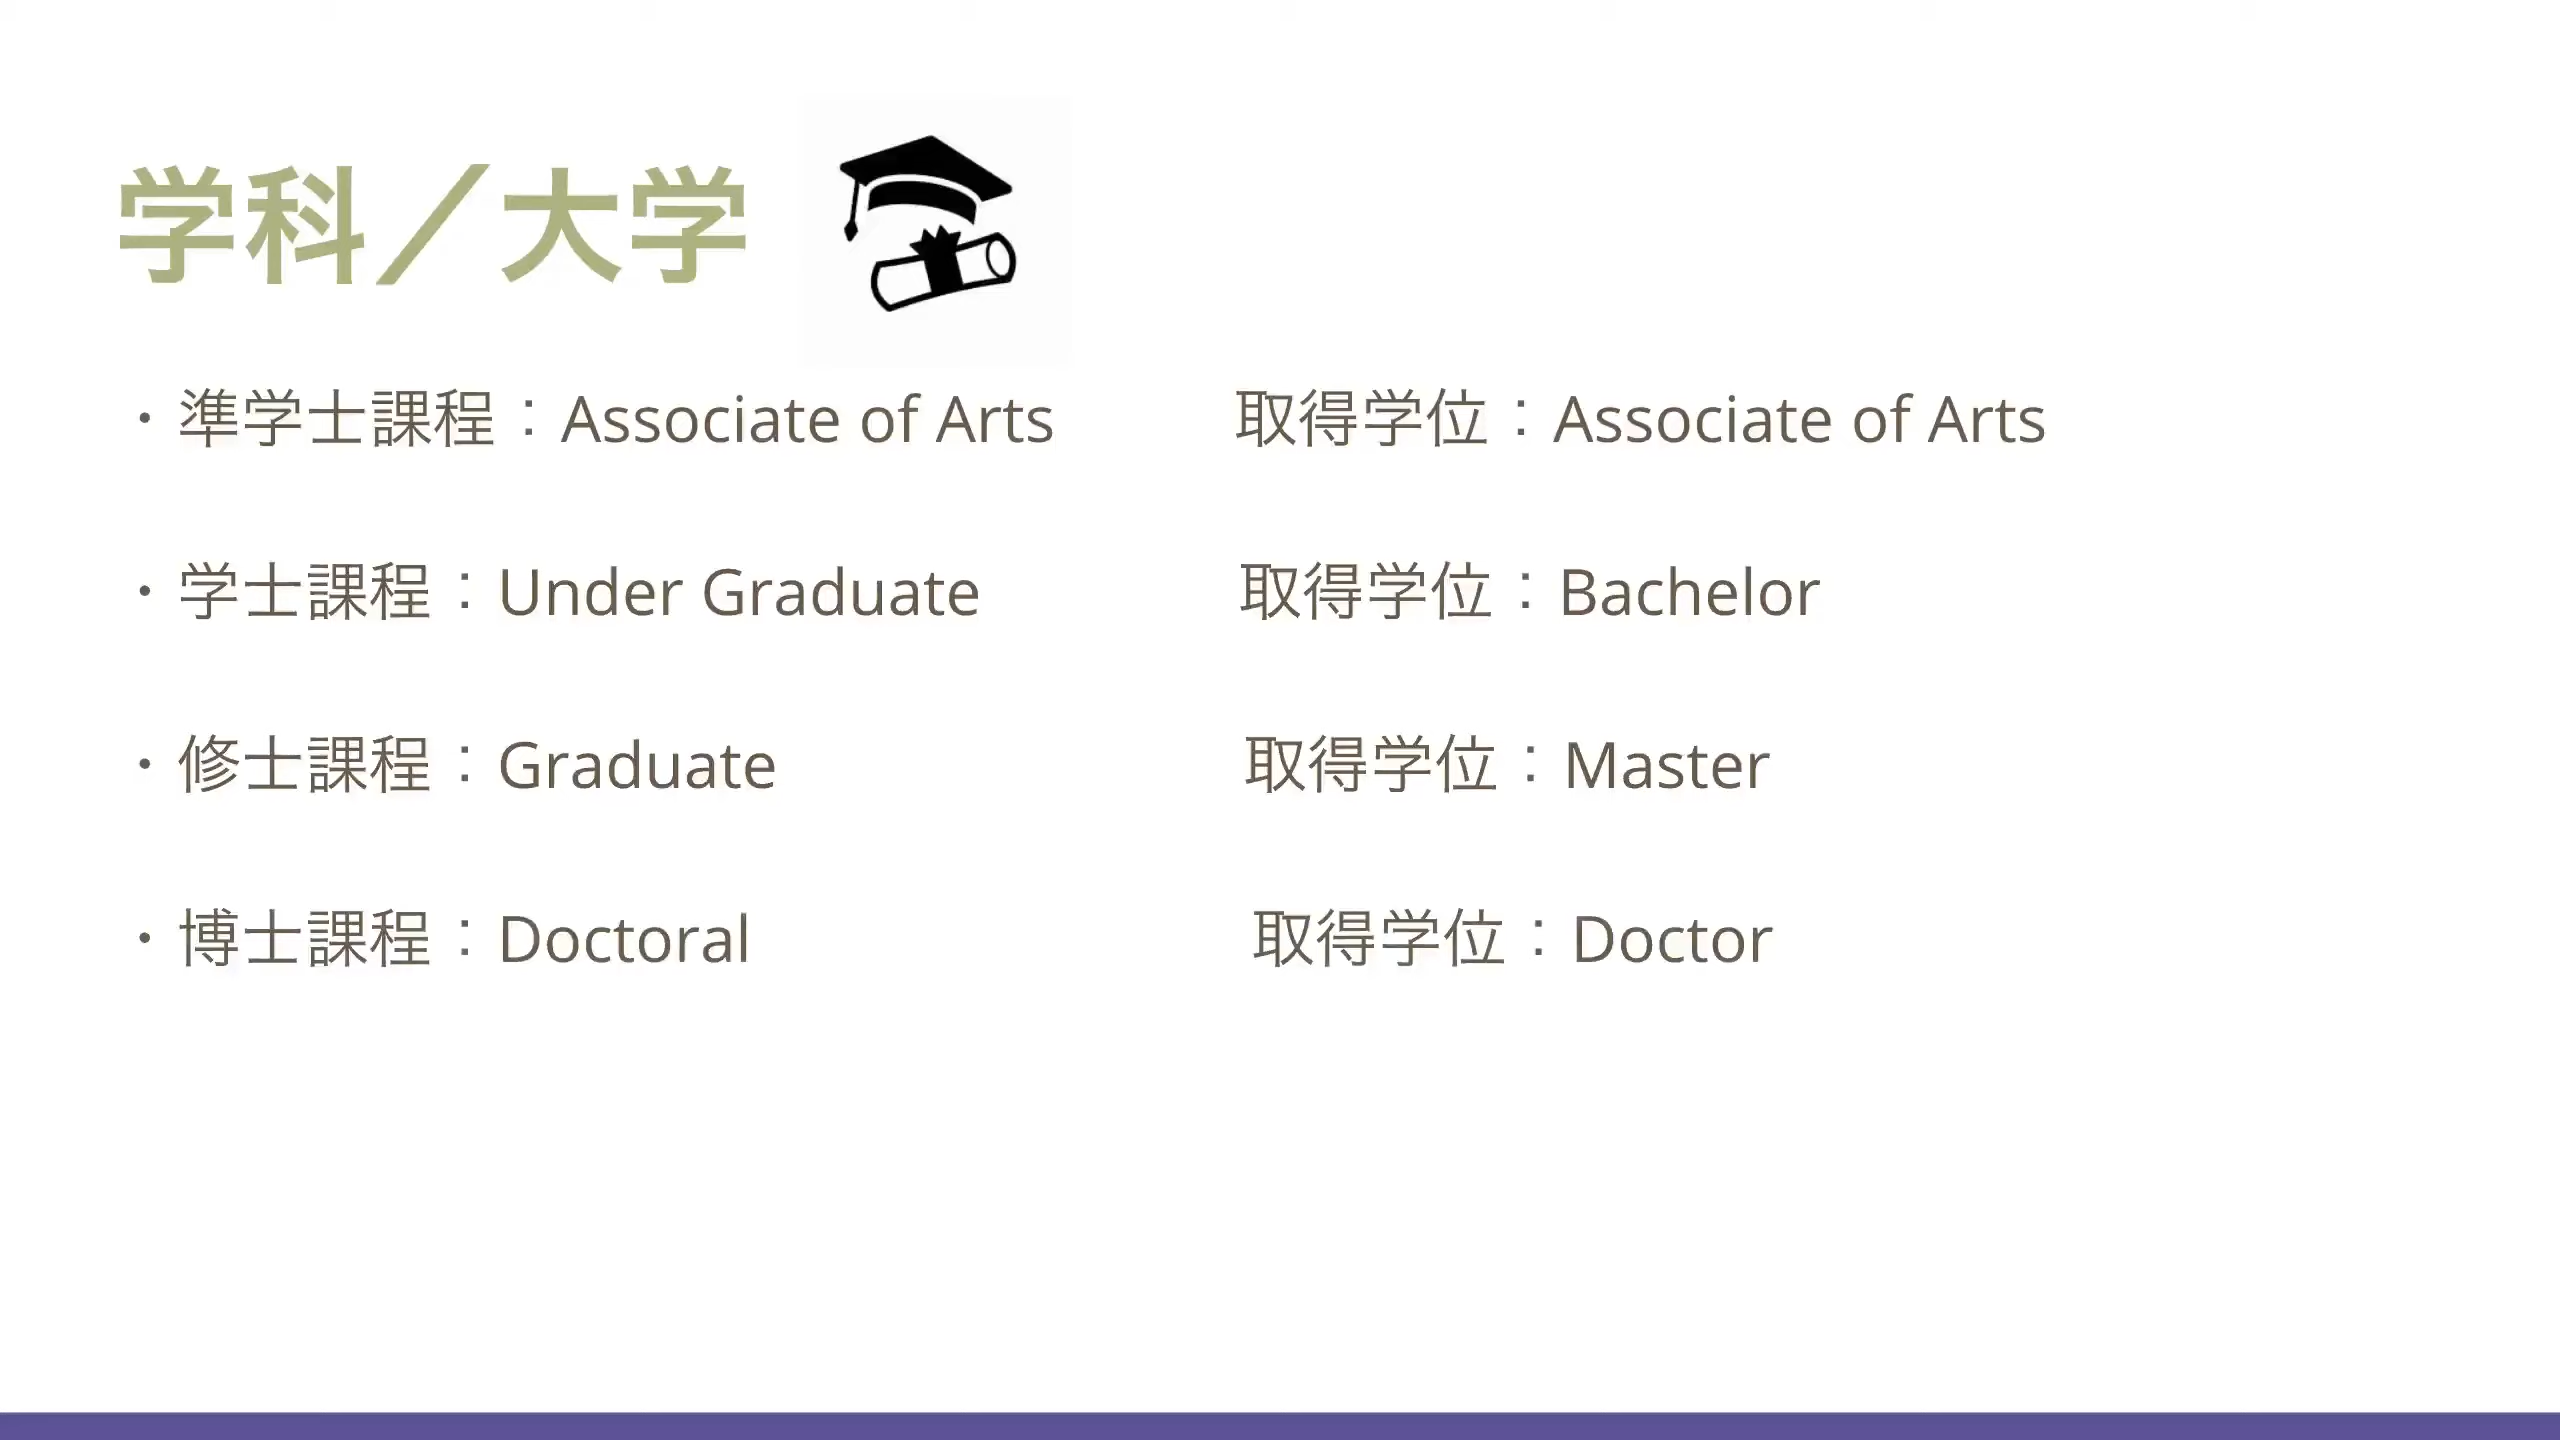 学科／大学
・準学士課程：Associate of Arts 取得学位：Associate of Arts
・学士課程：Under Graduate 取得学位：Bachelor
・修士課程：Graduate 取得学位：Master
・博士課程：Doctoral 取得学位：Doctor